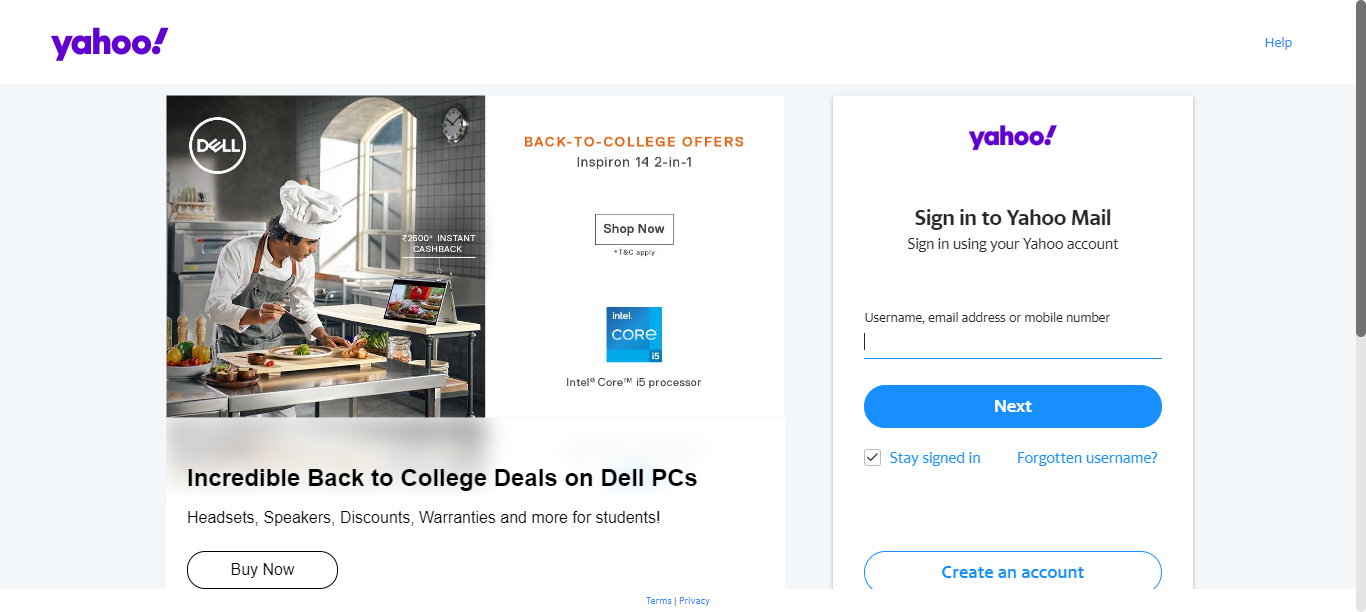 yahoo!
Help
DELL
₹2500* INSTANT
CASHBACK
BACK-TO-COLLEGE OFFERS
Inspiron 14 2-in-1
Shop Now
*T&C apply
intel.
CORE
i5
Intel® Core™ i5 processor
Incredible Back to College Deals on Dell PCs
Headsets, Speakers, Discounts, Warranties and more for students!
Buy Now
yahoo!
Sign in to Yahoo Mail
Sign in using your Yahoo account
Username, email address or mobile number
Next
Stay signed in
Forgotten username?
Create an account
Terms | Privacy